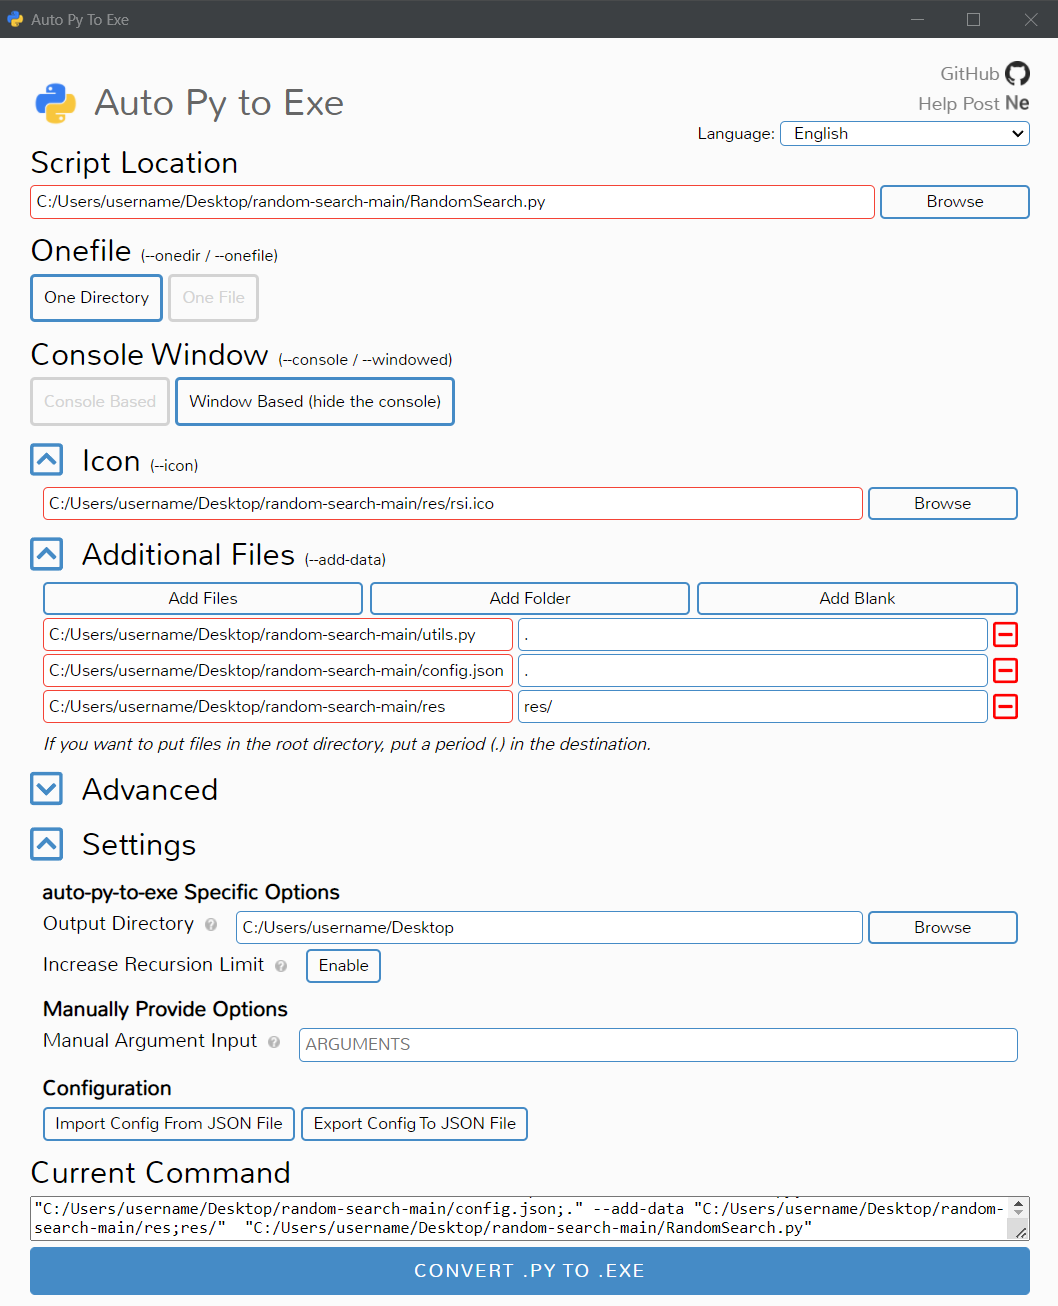 Auto Py To Exe
GitHub
Help Post Ne
Auto Py to Exe
Language: English
Script Location
C:/Users/username/Desktop/random-search-main/RandomSearch.py Browse
Onefile (--onedir / --onefile)
One Directory One File
Console Window (--console / --windowed)
Console Based Window Based (hide the console)
Icon (--icon)
C:/Users/username/Desktop/random-search-main/res/rsi.ico Browse
Additional Files (--add-data)
Add Files Add Folder Add Blank
C:/Users/username/Desktop/random-search-main/utils.py .
C:/Users/username/Desktop/random-search-main/config.json .
C:/Users/username/Desktop/random-search-main/res res/
If you want to put files in the root directory, put a period (.) in the destination.
Advanced
Settings
auto-py-to-exe Specific Options
Output Directory ? C:/Users/username/Desktop Browse
Increase Recursion Limit ? Enable
Manually Provide Options
Manual Argument Input ? ARGUMENTS
Configuration
Import Config From JSON File Export Config To JSON File
Current Command
"C:/Users/username/Desktop/random-search-main/config.json;." --add-data "C:/Users/username/Desktop/random-
search-main/res;res/" "C:/Users/username/Desktop/random-search-main/RandomSearch.py"
CONVERT .PY TO .EXE